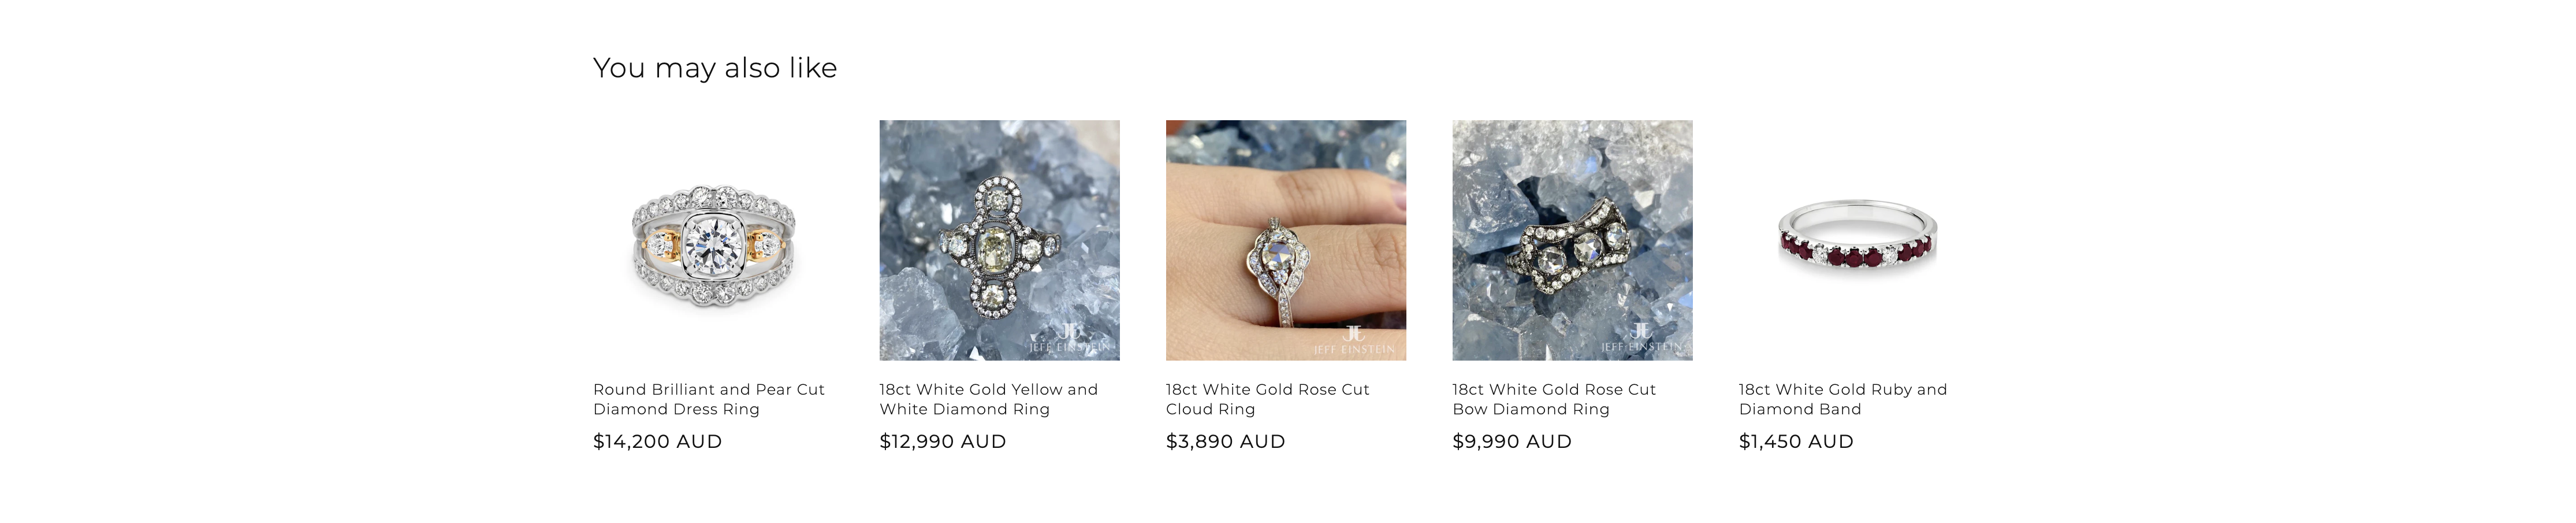 You may also like
JEFF EINSTEIN
JEFF EINSTEIN
JEFF EINSTEIN
Round Brilliant and Pear Cut
Diamond Dress Ring
$14,200 AUD
18ct White Gold Yellow and
White Diamond Ring
$12,990 AUD
18ct White Gold Rose Cut
Cloud Ring
$3,890 AUD
18ct White Gold Rose Cut
Bow Diamond Ring
$9,990 AUD
18ct White Gold Ruby and
Diamond Band
$1,450 AUD